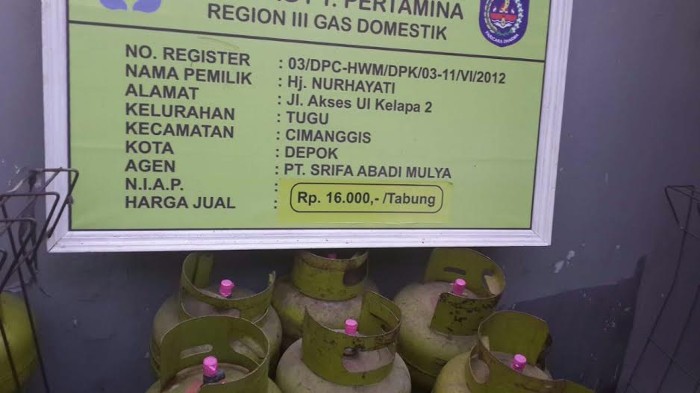 PT. PERTAMINA
REGION III GAS DOMESTIK
NO. REGISTER : 03/DPC-HWM/DPK/03-11/VI/2012
NAMA PEMILIK : Hj. NURHAYATI
ALAMAT : Jl. Akses UI Kelapa 2
KELURAHAN : TUGU
KECAMATAN : CIMANGGIS
KOTA : DEPOK
AGEN : PT. SRIFA ABADI MULYA
N.I.A.P. :
HARGA JUAL : Rp. 16.000,- /Tabung